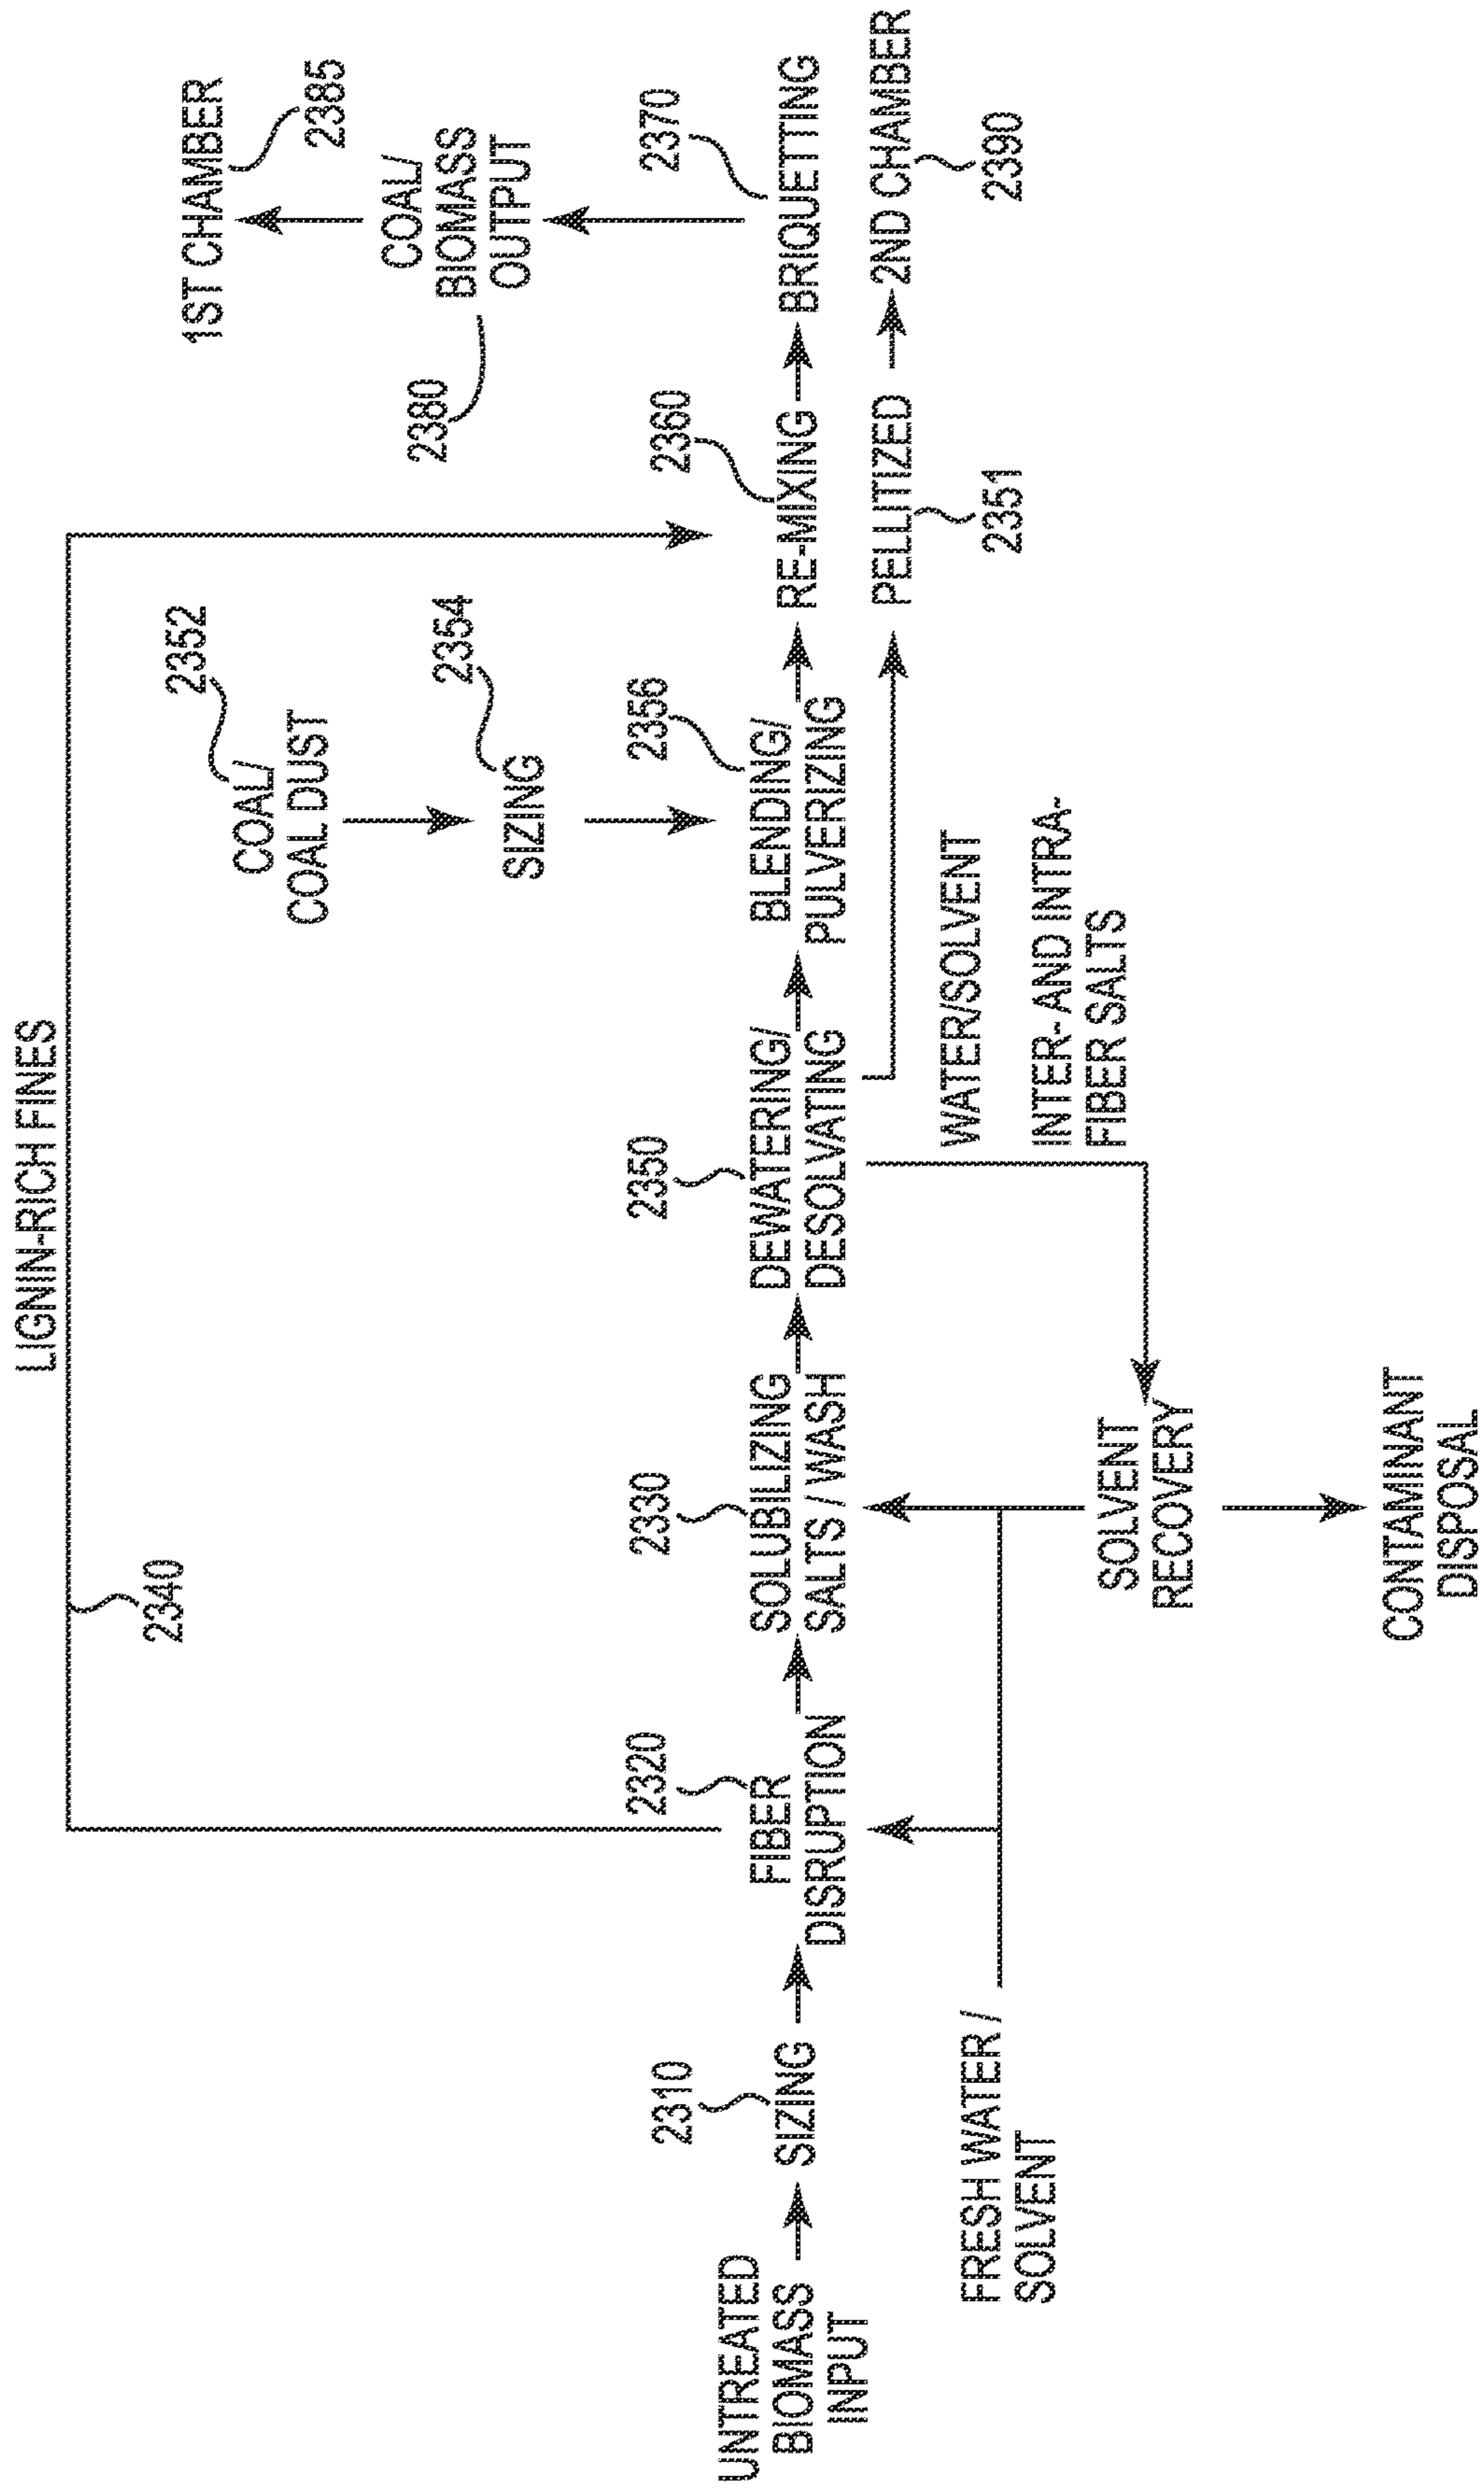 LIGNIN-RICH FINES
2340
1ST CHAMBER
2385
COAL/
BIOMASS
OUTPUT
2380
2352
COAL/
COAL DUST
2354
SIZING
UNTREATED
BIOMASS
INPUT
2310
SIZING
2320
FIBER
DISRUPTION
2330
SOLUBILIZING
SALTS / WASH
2350
DEWATERING/
DESOLVATING
2356
BLENDING/
PULVERIZING
2360
RE-MIXING
2370
BRIQUETTING
PELLITIZED
2351
2ND CHAMBER
2390
FRESH WATER /
SOLVENT
WATER/SOLVENT
INTER- AND INTRA-
FIBER SALTS
SOLVENT
RECOVERY
CONTAMINANT
DISPOSAL